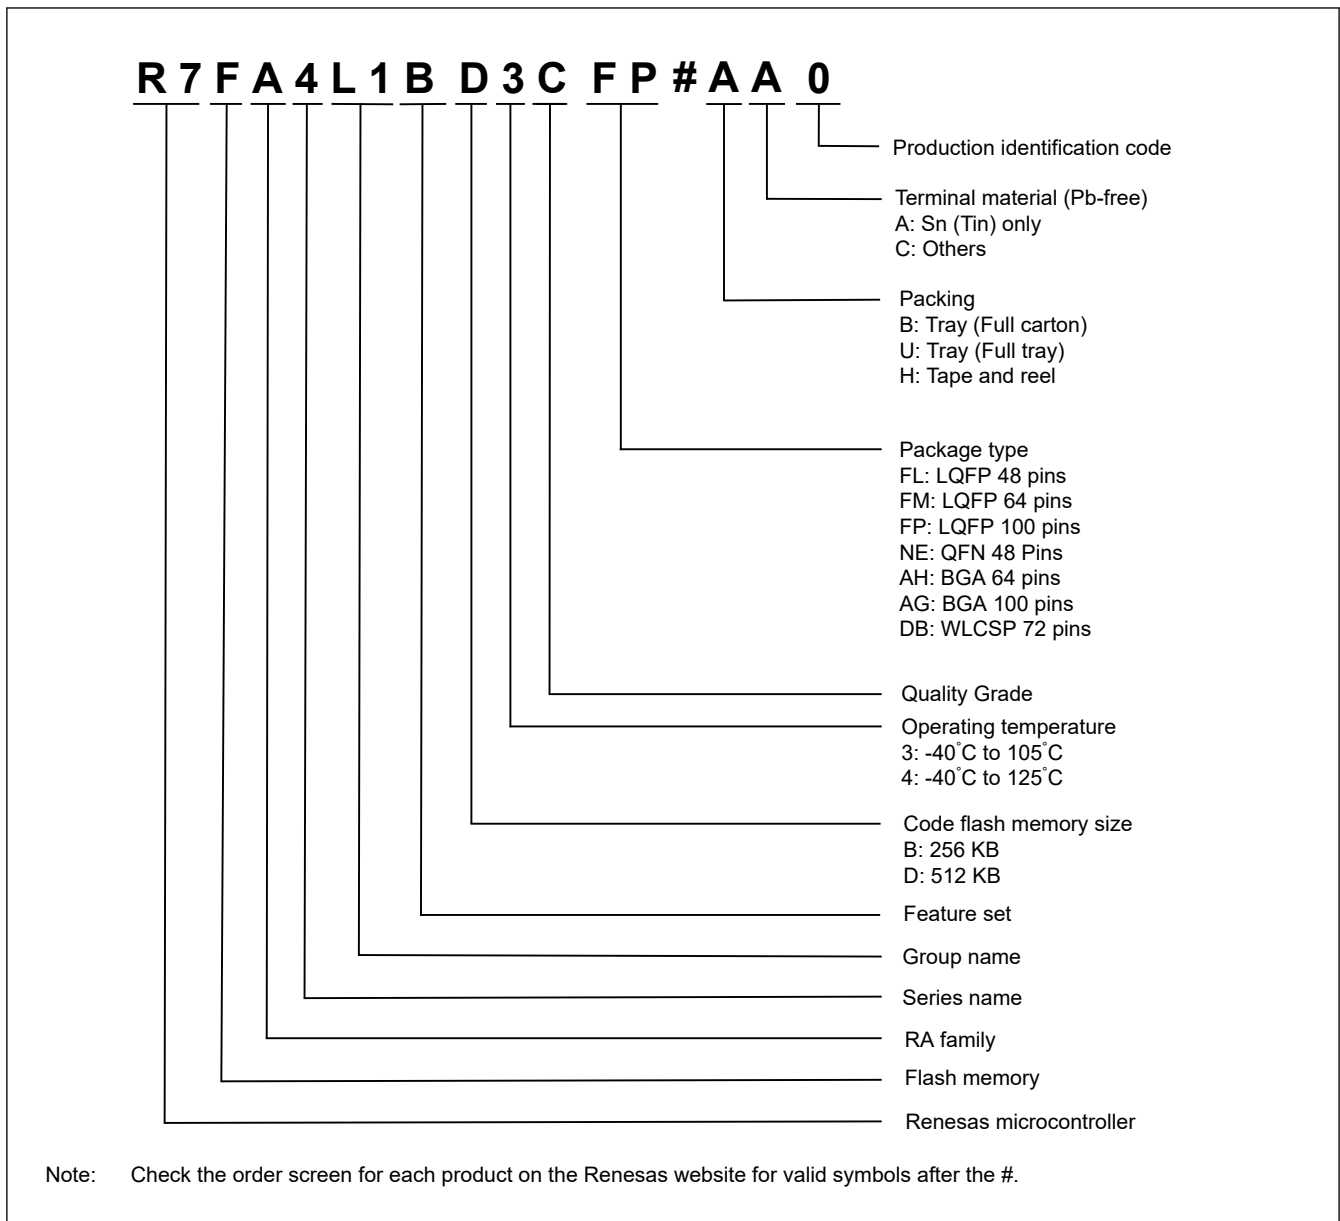 R7FA4L1BD3CFP#AA0
Production identification code
Terminal material (Pb-free)
A: Sn (Tin) only
C: Others
Packing
B: Tray (Full carton)
U: Tray (Full tray)
H: Tape and reel
Package type
FL: LQFP 48 pins
FM: LQFP 64 pins
FP: LQFP 100 pins
NE: QFN 48 Pins
AH: BGA 64 pins
AG: BGA 100 pins
DB: WLCSP 72 pins
Quality Grade
Operating temperature
3: -40°C to 105°C
4: -40°C to 125°C
Code flash memory size
B: 256 KB
D: 512 KB
Feature set
Group name
Series name
RA family
Flash memory
Renesas microcontroller
Note: Check the order screen for each product on the Renesas website for valid symbols after the #.